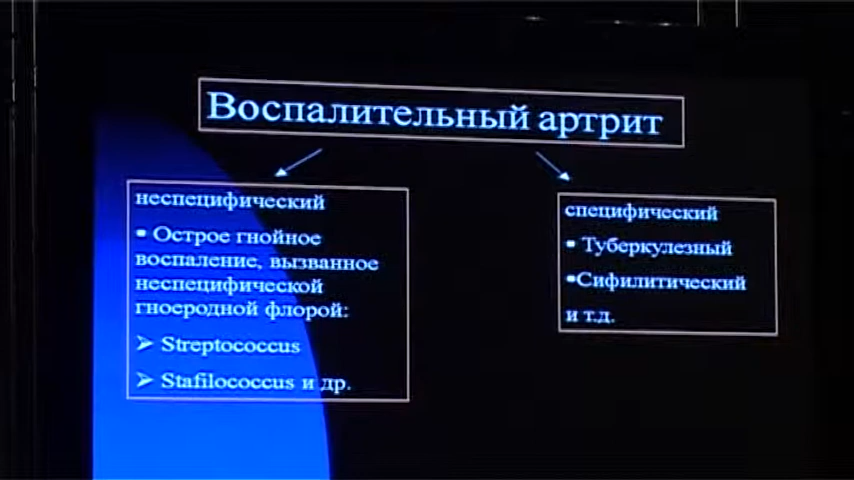 Воспалительный артрит
неспецифический
• Острое гнойное
воспаление, вызванное
неспецифической
гноеродной флорой:
➢ Streptococcus
➢ Stafilococcus и др.
специфический
• Туберкулезный
•Сифилитический
и т.д.